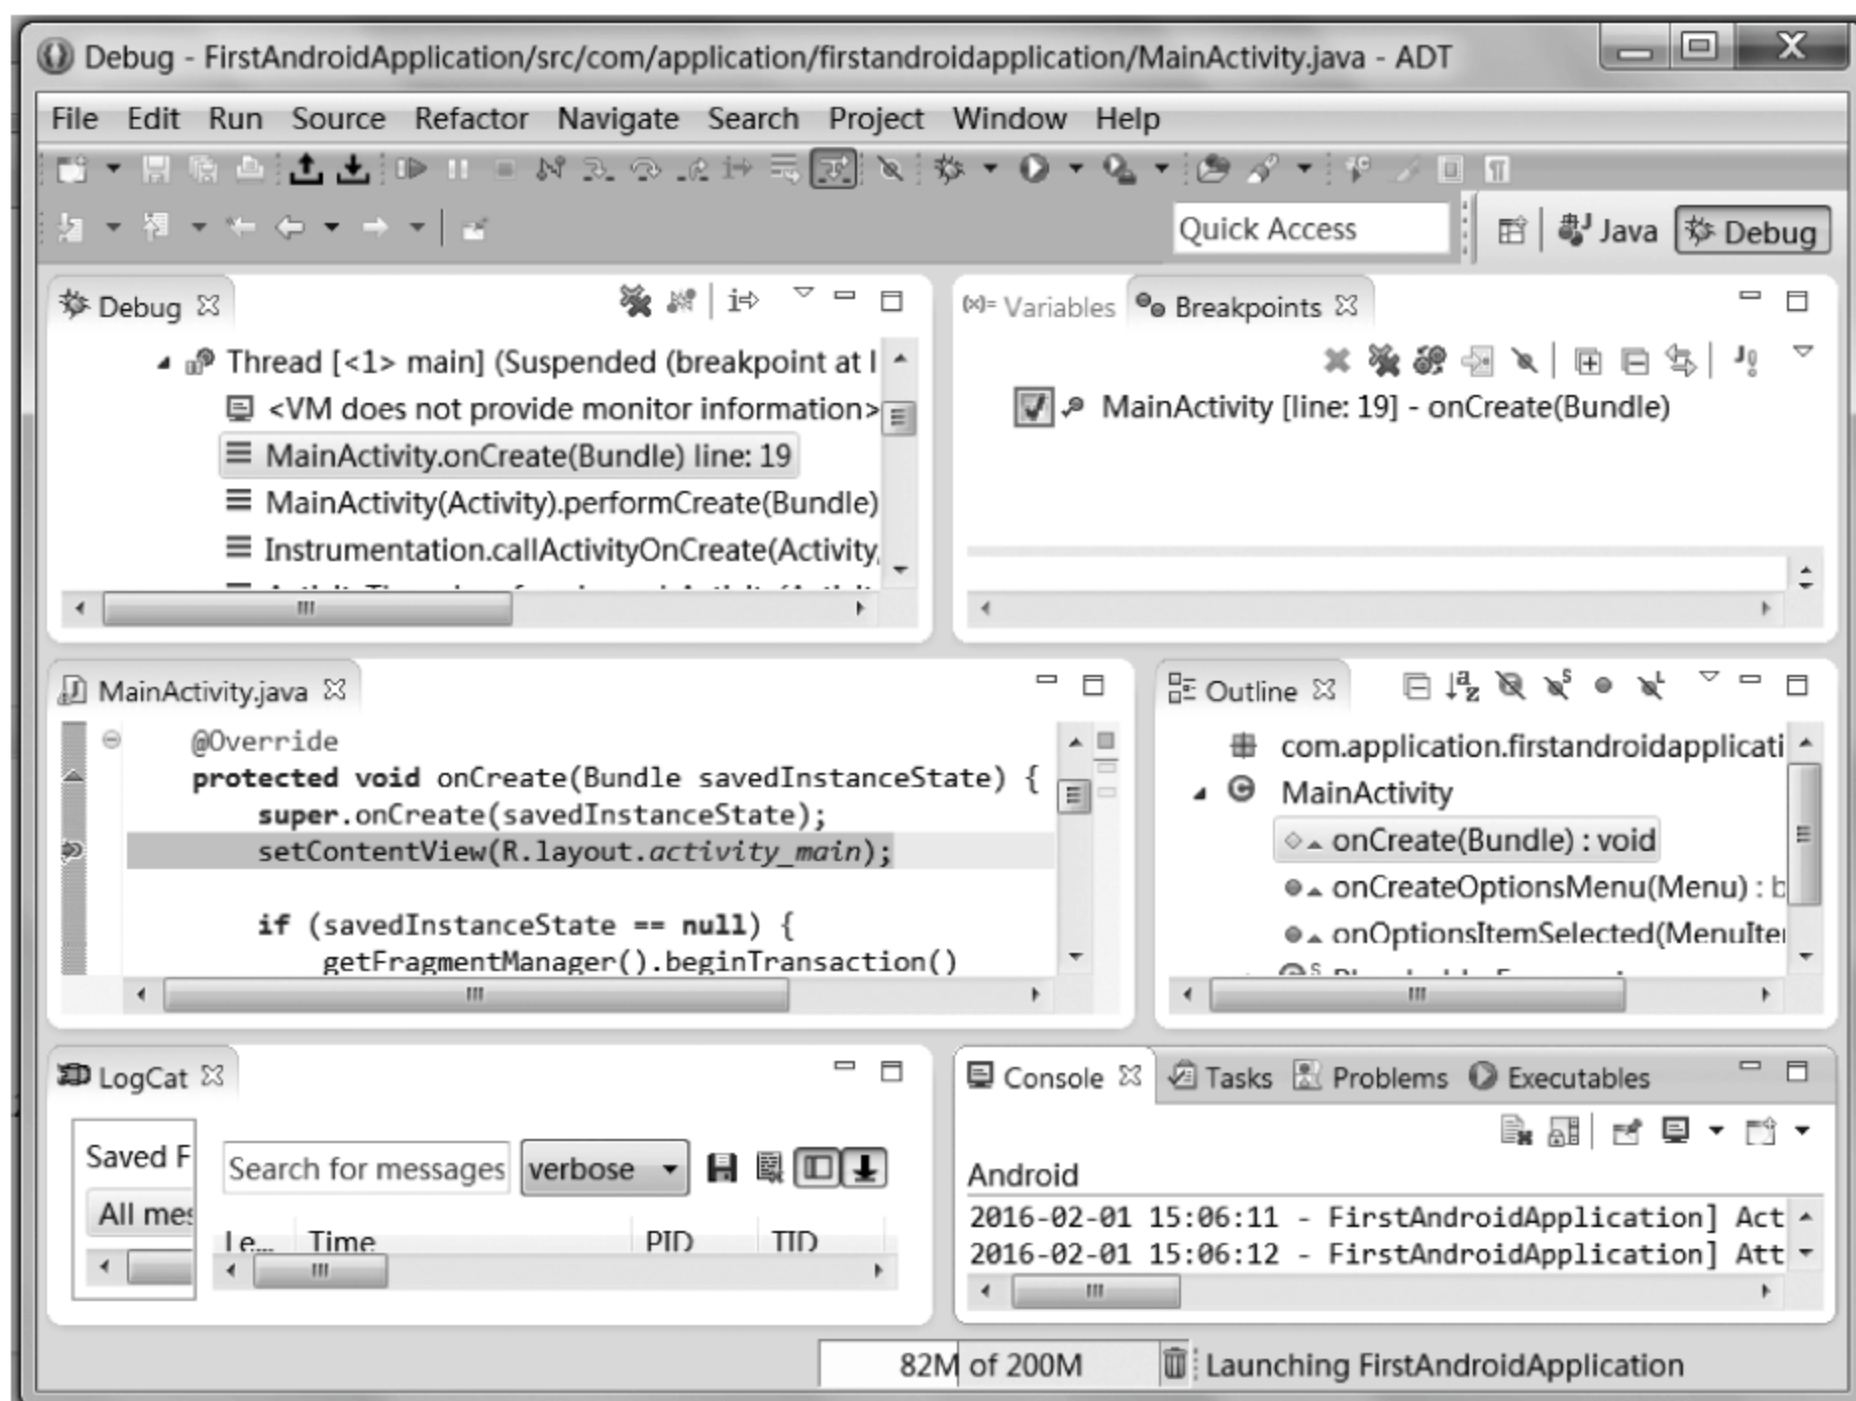 Debug - FirstAndroidApplication/src/com/application/firstandroidapplication/MainActivity.java - ADT
File Edit Run Source Refactor Navigate Search Project Window Help
Quick Access Java Debug
Debug
Thread [<1> main] (Suspended (breakpoint at l
<VM does not provide monitor information>
MainActivity.onCreate(Bundle) line: 19
MainActivity(Activity).performCreate(Bundle)
Instrumentation.callActivityOnCreate(Activity,
(x)= Variables Breakpoints
MainActivity [line: 19] - onCreate(Bundle)
MainActivity.java
@Override
protected void onCreate(Bundle savedInstanceState) {
super.onCreate(savedInstanceState);
setContentView(R.layout.activity_main);
if (savedInstanceState == null) {
getFragmentManager().beginTransaction()
Outline
com.application.firstandroidapplicati
MainActivity
onCreate(Bundle) : void
onCreateOptionsMenu(Menu) : b
onOptionsItemSelected(MenuIte
LogCat
Saved F
All mes
Search for messages verbose
Le... Time PID TID
Console Tasks Problems Executables
Android
2016-02-01 15:06:11 - FirstAndroidApplication] Act
2016-02-01 15:06:12 - FirstAndroidApplication] Att
82M of 200M Launching FirstAndroidApplication